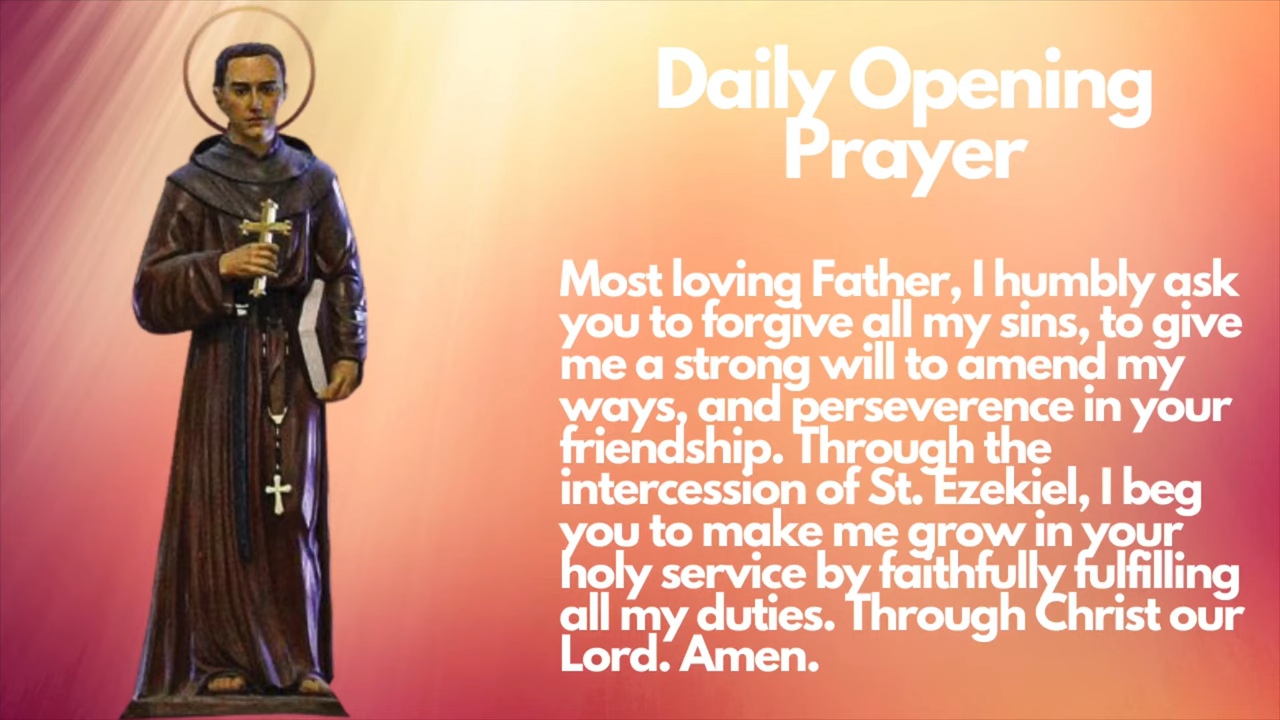 Daily Opening
Prayer
Most loving Father, I humbly ask
you to forgive all my sins, to give
me a strong will to amend my
ways, and perseverence in your
friendship. Through the
intercession of St. Ezekiel, I beg
you to make me grow in your
holy service by faithfully fulfilling
all my duties. Through Christ our
Lord. Amen.